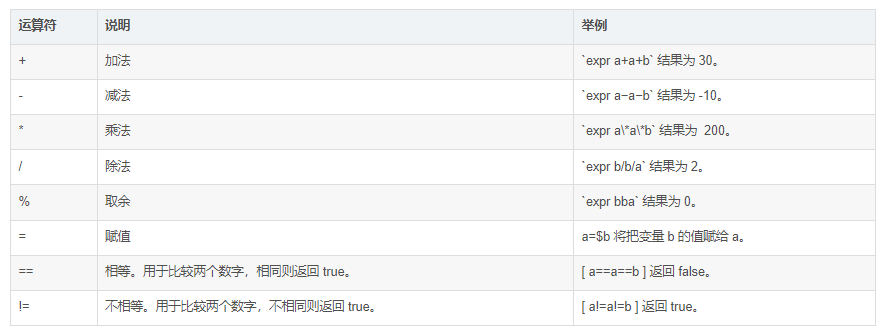 运算符 说明 举例
+ 加法 `expr a+a+b` 结果为 30。
- 减法 `expr a−a−b` 结果为 -10。
* 乘法 `expr a\*a\*b` 结果为  200。
/ 除法 `expr b/b/a` 结果为 2。
% 取余 `expr bba` 结果为 0。
= 赋值 a=$b 将把变量 b 的值赋给 a。
== 相等。用于比较两个数字，相同则返回 true。 [ a==a==b ] 返回 false。
!= 不相等。用于比较两个数字，不相同则返回 true。 [ a!=a!=b ] 返回 true。